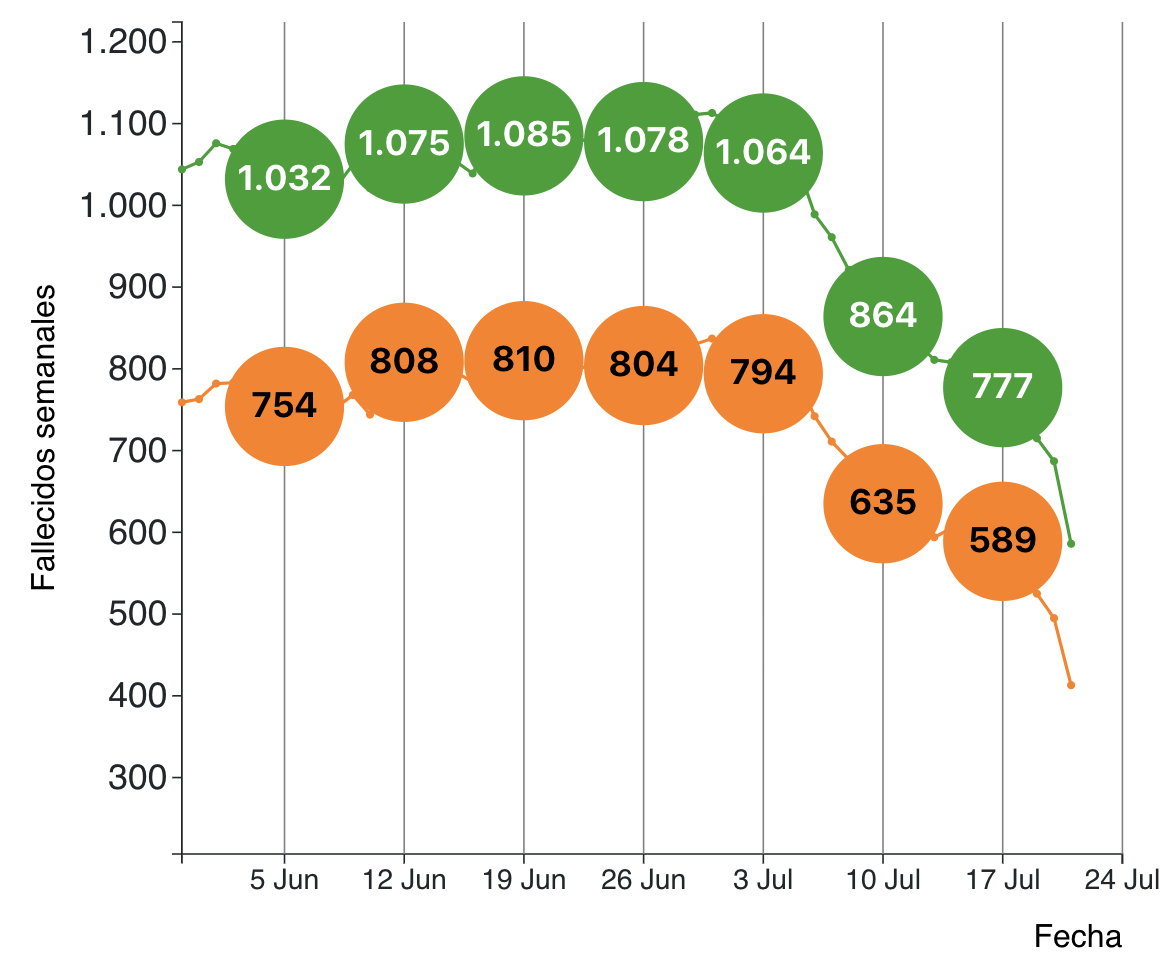 1.200
1.100
1.000
900
800
700
600
500
400
300
Fallecidos semanales
1.032
1.075
1.085
1.078
1.064
864
777
754
808
810
804
794
635
589
5 Jun
12 Jun
19 Jun
26 Jun
3 Jul
10 Jul
17 Jul
24 Jul
Fecha